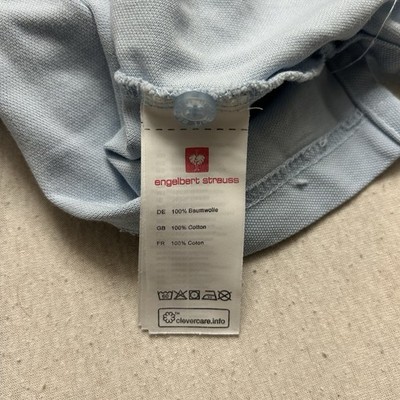 engelbert strauss
DE 100% Baumwolle
GB 100% Cotton
FR 100% Coton
clevercare.info